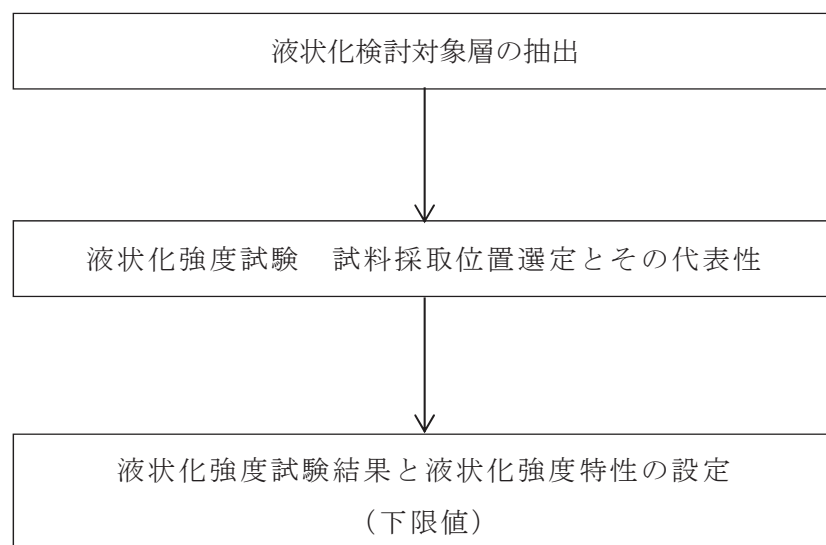 液状化検討対象層の抽出
液状化強度試験　試料採取位置選定とその代表性
液状化強度試験結果と液状化強度特性の設定
（下限値）